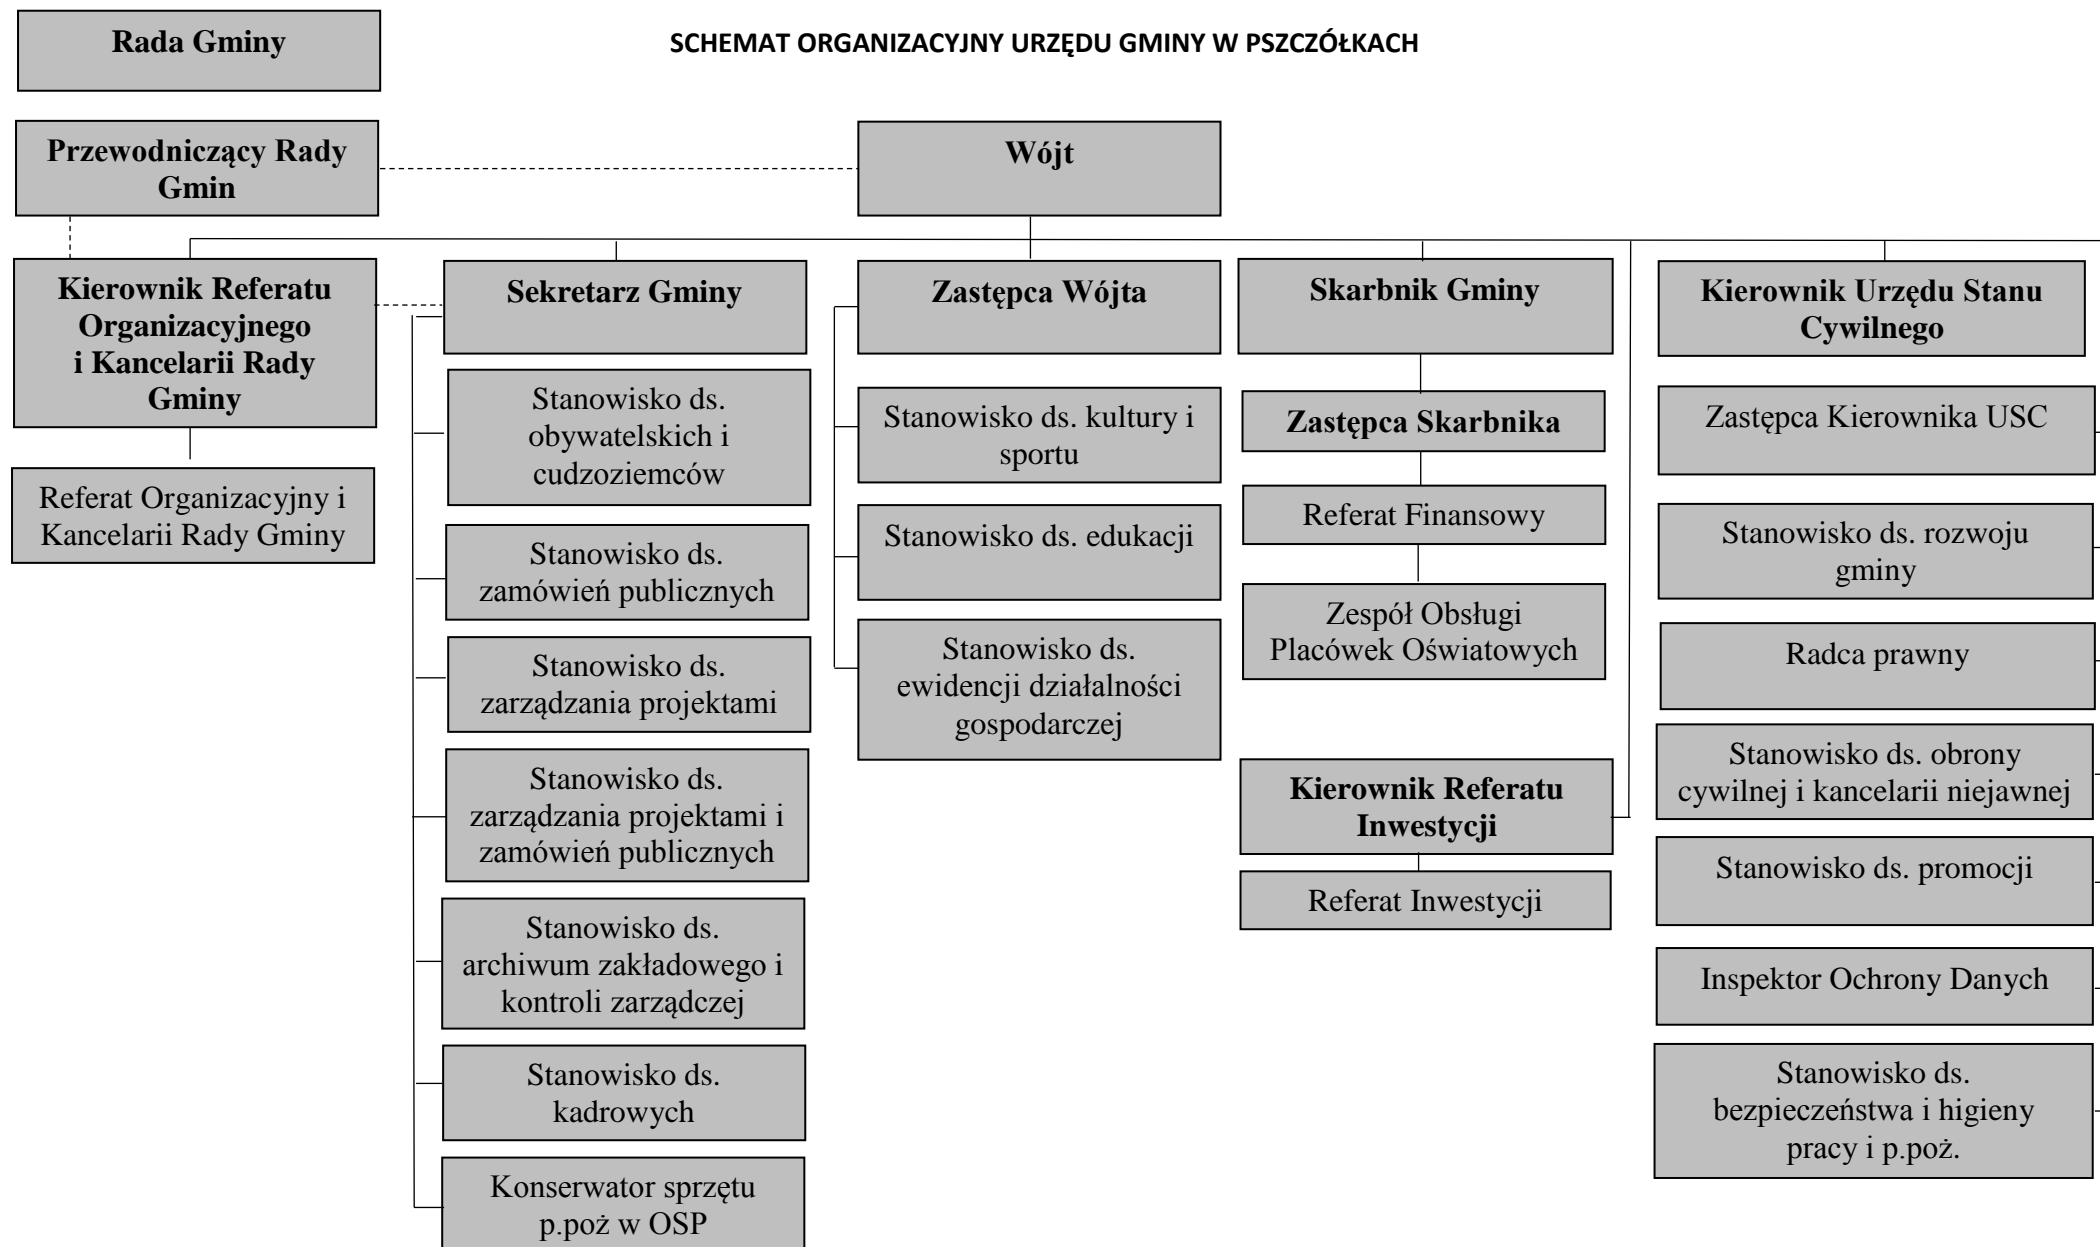 Rada Gminy
SCHEMAT ORGANIZACYJNY URZĘDU GMINY W PSZCZÓŁKACH
Przewodniczący Rady
Gmin
Wójt
Kierownik Referatu
Organizacyjnego
i Kancelarii Rady
Gminy
Referat Organizacyjny i
Kancelarii Rady Gminy
Sekretarz Gminy
Stanowisko ds.
obywatelskich i
cudzoziemców
Stanowisko ds.
zamówień publicznych
Stanowisko ds.
zarządzania projektami
Stanowisko ds.
zarządzania projektami i
zamówień publicznych
Stanowisko ds.
archiwum zakładowego i
kontroli zarządczej
Stanowisko ds.
kadrowych
Konserwator sprzętu
p.poż w OSP
Zastępca Wójta
Stanowisko ds. kultury i
sportu
Stanowisko ds. edukacji
Stanowisko ds.
ewidencji działalności
gospodarczej
Skarbnik Gminy
Zastępca Skarbnika
Referat Finansowy
Zespół Obsługi
Placówek Oświatowych
Kierownik Referatu
Inwestycji
Referat Inwestycji
Kierownik Urzędu Stanu
Cywilnego
Zastępca Kierownika USC
Stanowisko ds. rozwoju
gminy
Radca prawny
Stanowisko ds. obrony
cywilnej i kancelarii niejawnej
Stanowisko ds. promocji
Inspektor Ochrony Danych
Stanowisko ds.
bezpieczeństwa i higieny
pracy i p.poż.